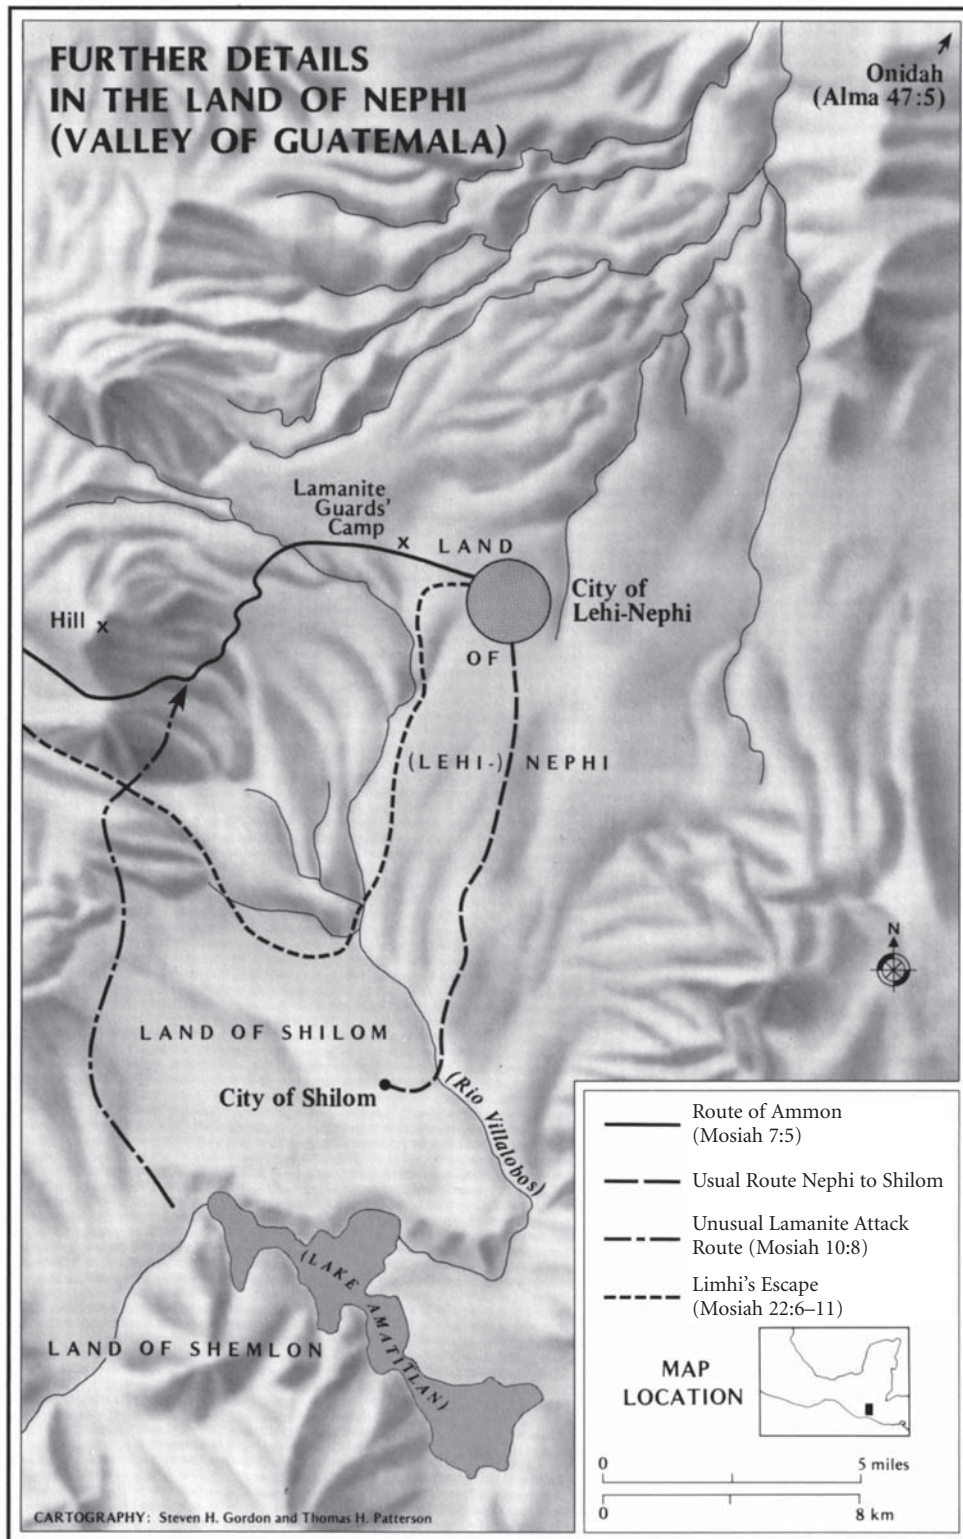 FURTHER DETAILS
IN THE LAND OF NEPHI
(VALLEY OF GUATEMALA)
Onidah
(Alma 47:5)
Lamanite
Guards'
Camp
x
LAND
City of
Lehi-Nephi
Hill x
OF
(LEHI-) NEPHI
N
LAND OF SHILOM
City of Shilom
(Rio Villalobos)
(LAKE AMATITLAN)
LAND OF SHEMLON
Route of Ammon
(Mosiah 7:5)
Usual Route Nephi to Shilom
Unusual Lamanite Attack
Route (Mosiah 10:8)
Limhi's Escape
(Mosiah 22:6–11)
MAP
LOCATION
0 5 miles
0 8 km
CARTOGRAPHY: Steven H. Gordon and Thomas H. Patterson